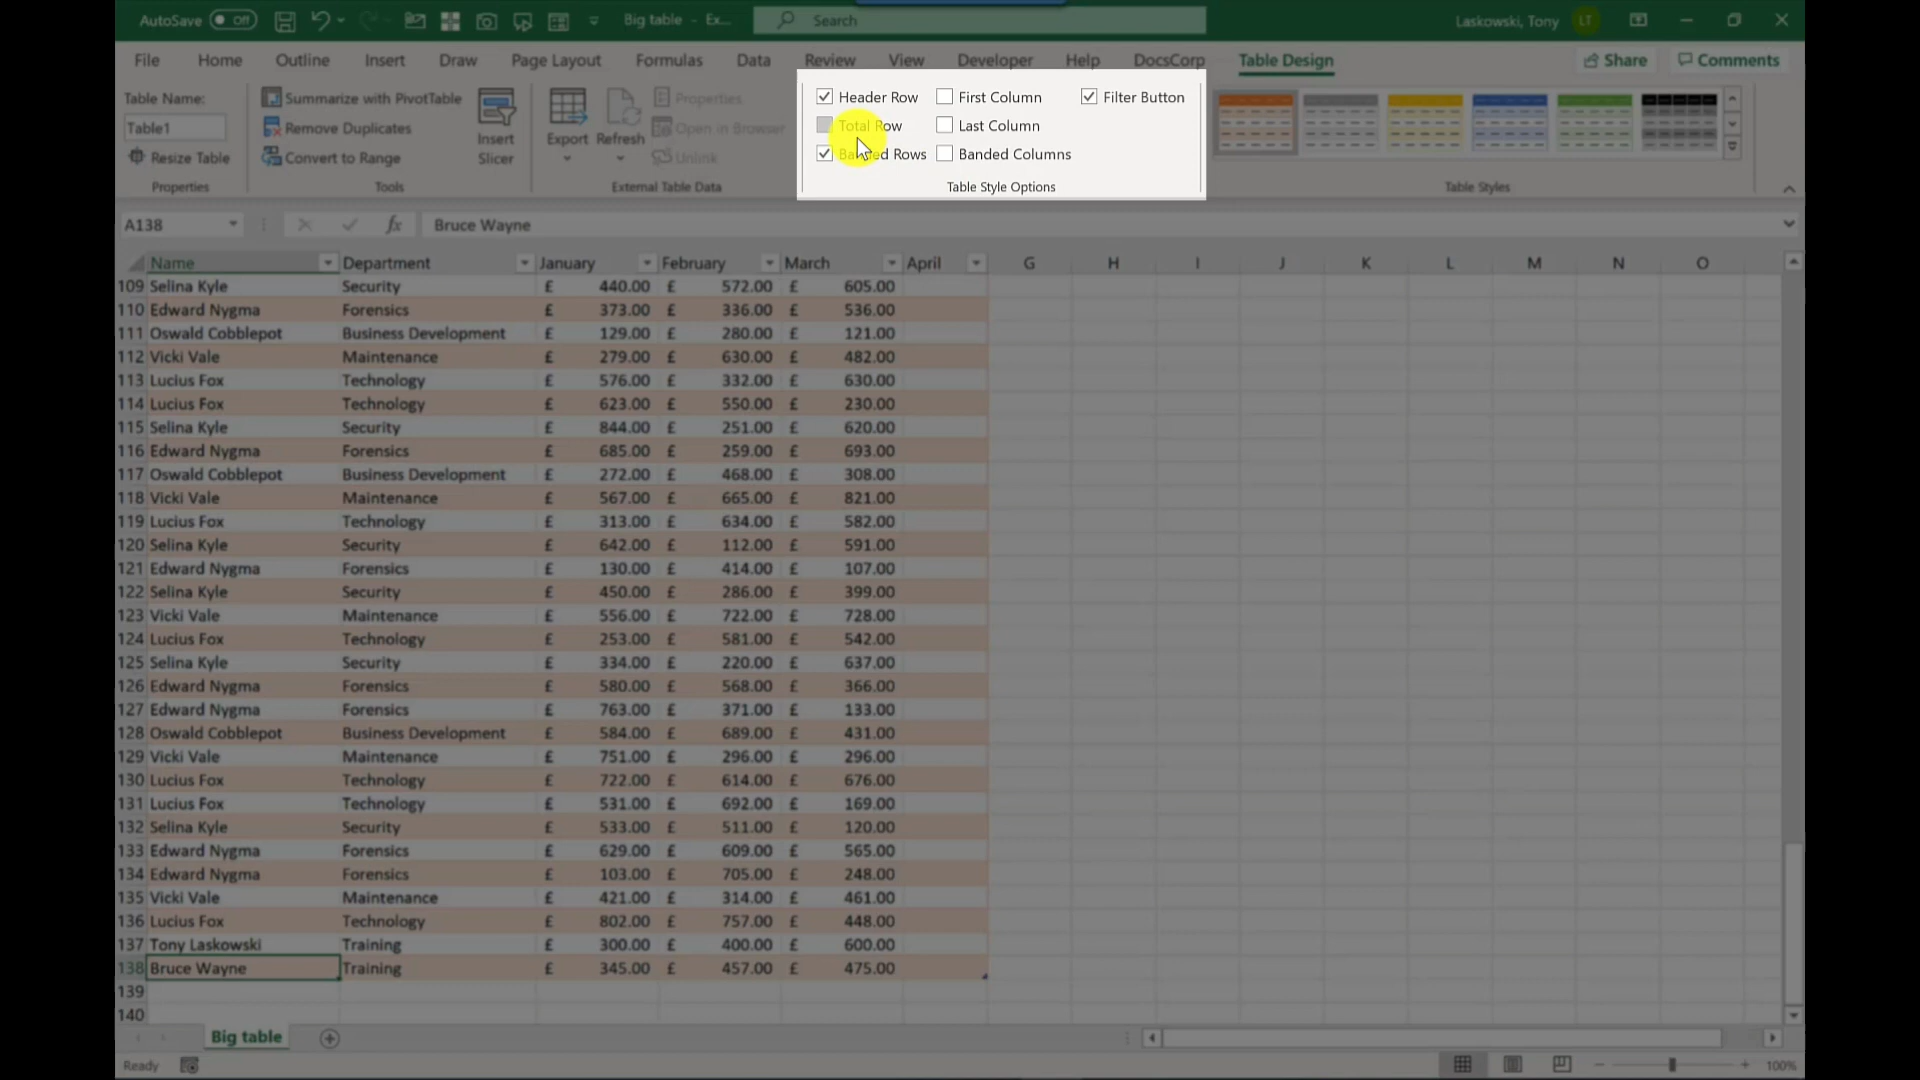 AutoSave Off Big table - Ex... Search Laskowski, Tony LT
File Home Outline Insert Draw Page Layout Formulas Data Review View Developer Help DocsCorp Table Design Share Comments
Table Name:
Table1
Resize Table
Properties
Summarize with PivotTable
Remove Duplicates
Convert to Range
Insert
Slicer
Tools
Export
Refresh
Properties
Open in Browser
Unlink
External Table Data
Header Row First Column Filter Button
Total Row Last Column
Banded Rows Banded Columns
Table Style Options
Table Styles
A138 fx Bruce Wayne
Name Department January February March April G H I J K L M N O
109 Selina Kyle Security £ 440.00 £ 572.00 £ 605.00
110 Edward Nygma Forensics £ 373.00 £ 336.00 £ 536.00
111 Oswald Cobblepot Business Development £ 129.00 £ 280.00 £ 121.00
112 Vicki Vale Maintenance £ 279.00 £ 630.00 £ 482.00
113 Lucius Fox Technology £ 576.00 £ 332.00 £ 630.00
114 Lucius Fox Technology £ 623.00 £ 550.00 £ 230.00
115 Selina Kyle Security £ 844.00 £ 251.00 £ 620.00
116 Edward Nygma Forensics £ 685.00 £ 259.00 £ 693.00
117 Oswald Cobblepot Business Development £ 272.00 £ 468.00 £ 308.00
118 Vicki Vale Maintenance £ 567.00 £ 665.00 £ 821.00
119 Lucius Fox Technology £ 313.00 £ 634.00 £ 582.00
120 Selina Kyle Security £ 642.00 £ 112.00 £ 591.00
121 Edward Nygma Forensics £ 130.00 £ 414.00 £ 107.00
122 Selina Kyle Security £ 450.00 £ 286.00 £ 399.00
123 Vicki Vale Maintenance £ 556.00 £ 722.00 £ 728.00
124 Lucius Fox Technology £ 253.00 £ 581.00 £ 542.00
125 Selina Kyle Security £ 334.00 £ 220.00 £ 637.00
126 Edward Nygma Forensics £ 580.00 £ 568.00 £ 366.00
127 Edward Nygma Forensics £ 763.00 £ 371.00 £ 133.00
128 Oswald Cobblepot Business Development £ 584.00 £ 689.00 £ 431.00
129 Vicki Vale Maintenance £ 751.00 £ 296.00 £ 296.00
130 Lucius Fox Technology £ 722.00 £ 614.00 £ 676.00
131 Lucius Fox Technology £ 531.00 £ 692.00 £ 169.00
132 Selina Kyle Security £ 533.00 £ 511.00 £ 120.00
133 Edward Nygma Forensics £ 629.00 £ 609.00 £ 565.00
134 Edward Nygma Forensics £ 103.00 £ 705.00 £ 248.00
135 Vicki Vale Maintenance £ 421.00 £ 314.00 £ 461.00
136 Lucius Fox Technology £ 802.00 £ 757.00 £ 448.00
137 Tony Laskowski Training £ 300.00 £ 400.00 £ 600.00
138 Bruce Wayne Training £ 345.00 £ 457.00 £ 475.00
139
140
Big table
Ready 100%